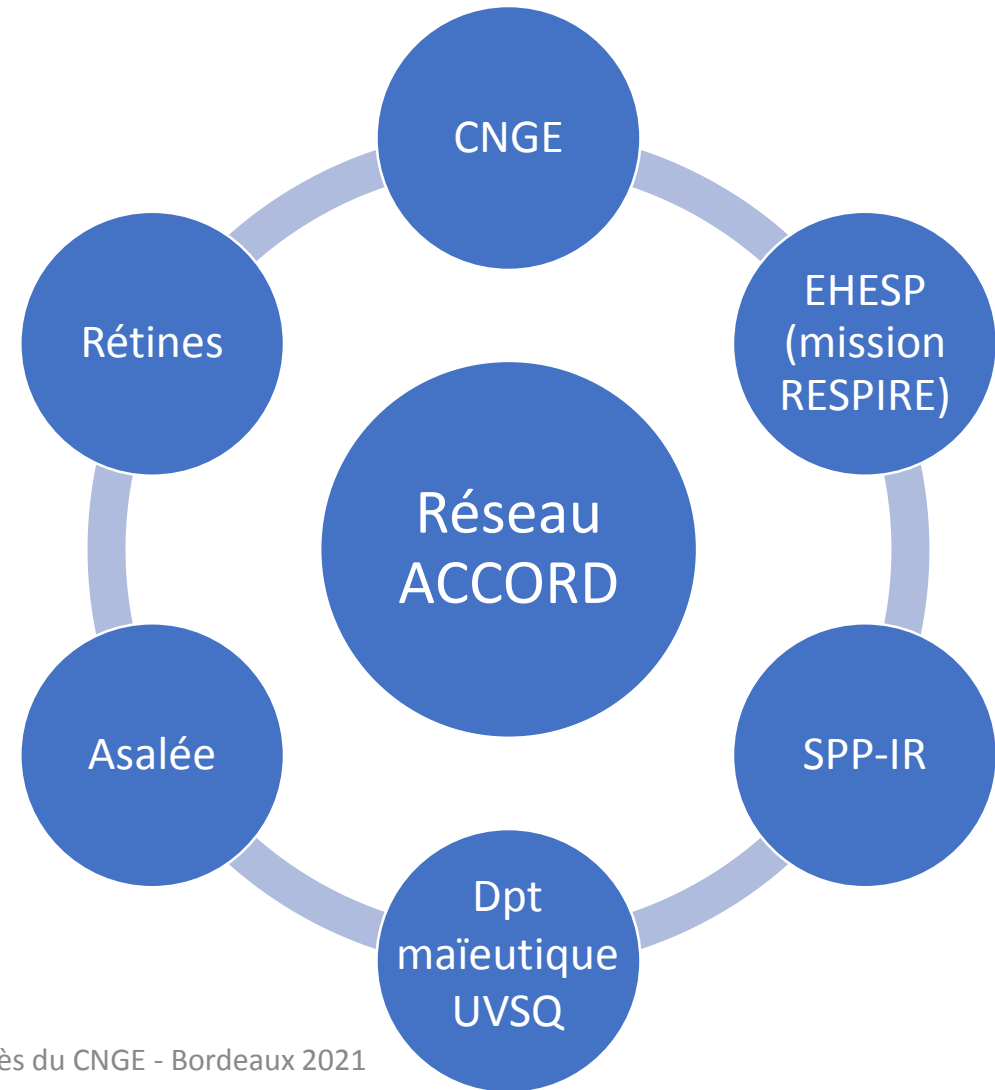 CNGE
EHESP
(mission
RESPIRE)
Rétines
Réseau
ACCORD
Asalée
SPP-IR
Dpt
maïeutique
UVSQ
ès du CNGE - Bordeaux 2021